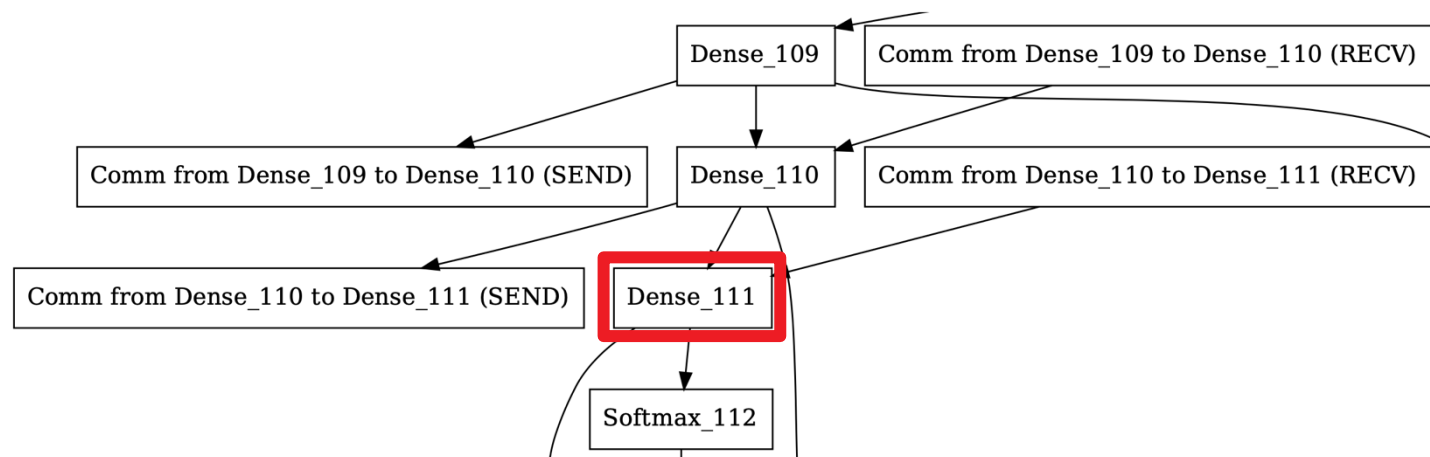 Dense_109
Comm from Dense_109 to Dense_110 (RECV)
Comm from Dense_109 to Dense_110 (SEND)
Dense_110
Comm from Dense_110 to Dense_111 (RECV)
Comm from Dense_110 to Dense_111 (SEND)
Dense_111
Softmax_112